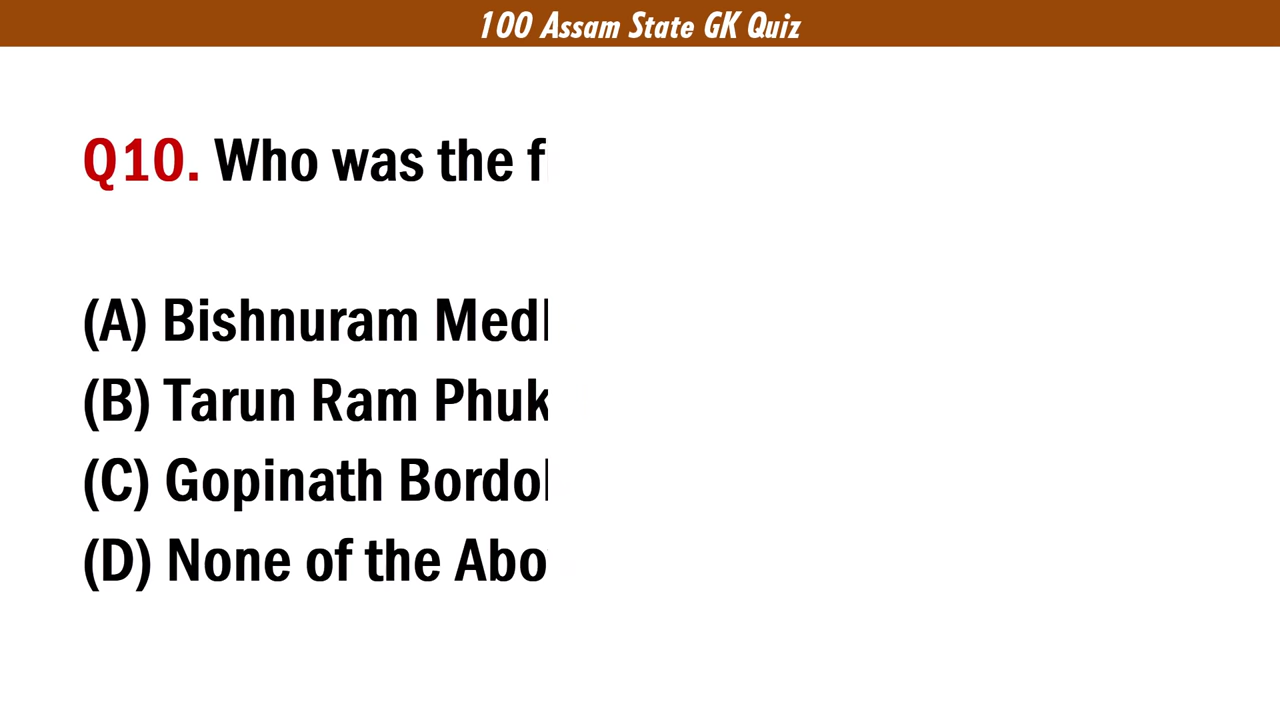 100 Assam State GK Quiz
Q10. Who was the
(A) Bishnuram
(B) Tarun Ram
(C) Gopinath
(D) None of the